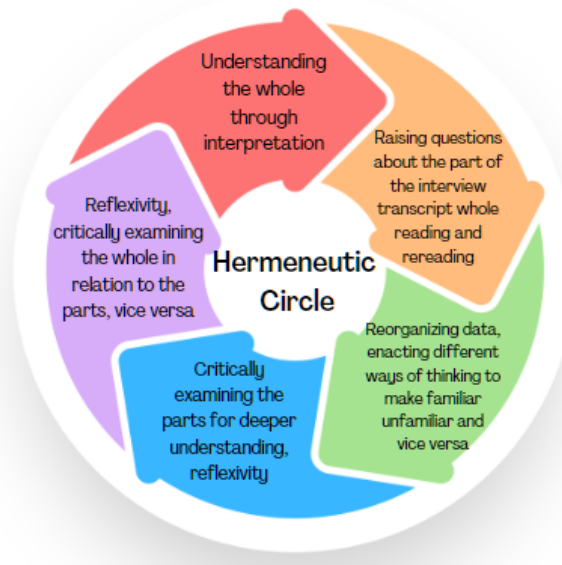 Understanding
the whole
through
interpretation
Raising questions
about the part of
the interview
transcript whole
reading and
rereading
Reorganizing data,
enacting different
ways of thinking to
make familiar
unfamiliar and
vice versa
Critically
examining the
parts for deeper
understanding,
reflexivity
Reflexivity,
critically examining
the whole in
relation to the
parts, vice versa
Hermeneutic
Circle